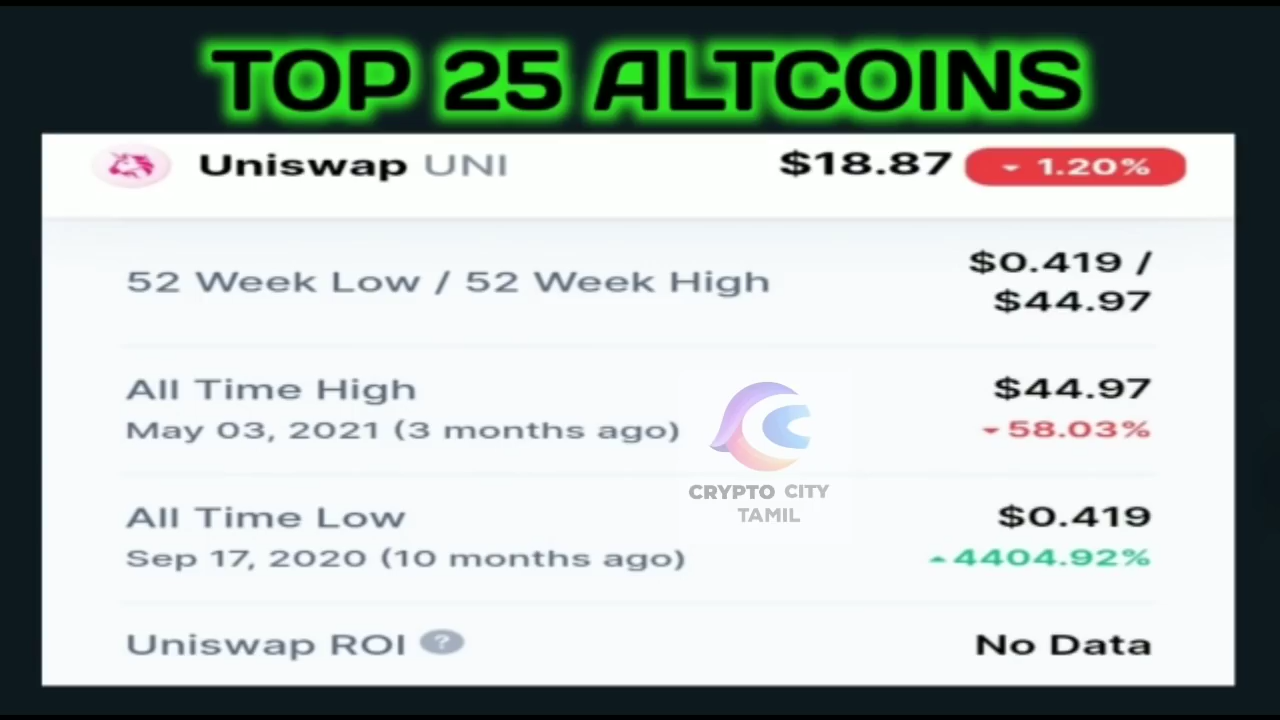 TOP 25 ALTCOINS
Uniswap UNI $18.87 1.20%
52 Week Low / 52 Week High $0.419 /
$44.97
All Time High $44.97
May 03, 2021 (3 months ago) 58.03%
CRYPTO CITY
TAMIL
All Time Low $0.419
Sep 17, 2020 (10 months ago) 4404.92%
Uniswap ROI ? No Data